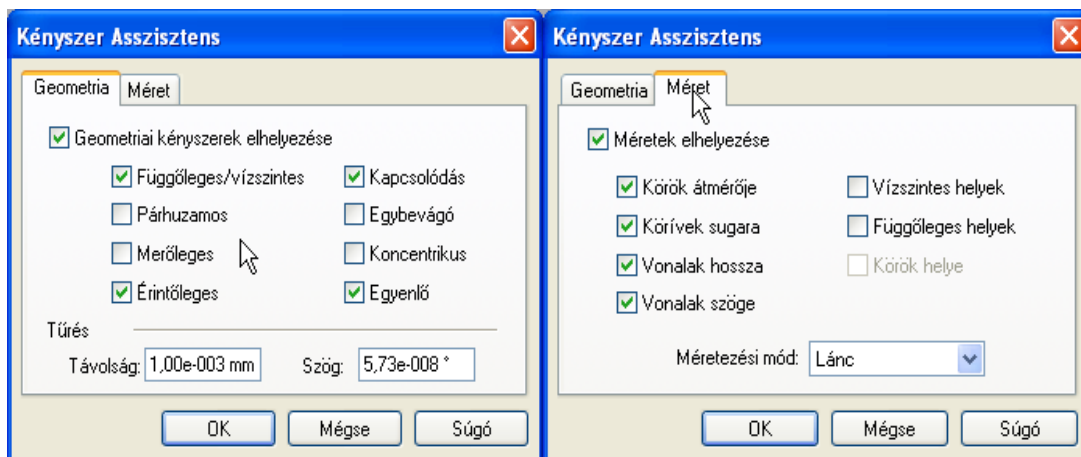 Kényszer Asszisztens
Geometria Méret
Geometriai kényszerek elhelyezése
Függőleges/vízszintes Kapcsolódás
Párhuzamos Egybevágó
Merőleges Koncentrikus
Érintőleges Egyenlő
Tűrés
Távolság: 1,00e-003 mm Szög: 5,73e-008 °
OK Mégse Súgó
Kényszer Asszisztens
Geometria Méret
Méretek elhelyezése
Körök átmérője Vízszintes helyek
Körívek sugara Függőleges helyek
Vonalak hossza Körök helye
Vonalak szöge
Méretezési mód: Lánc
OK Mégse Súgó